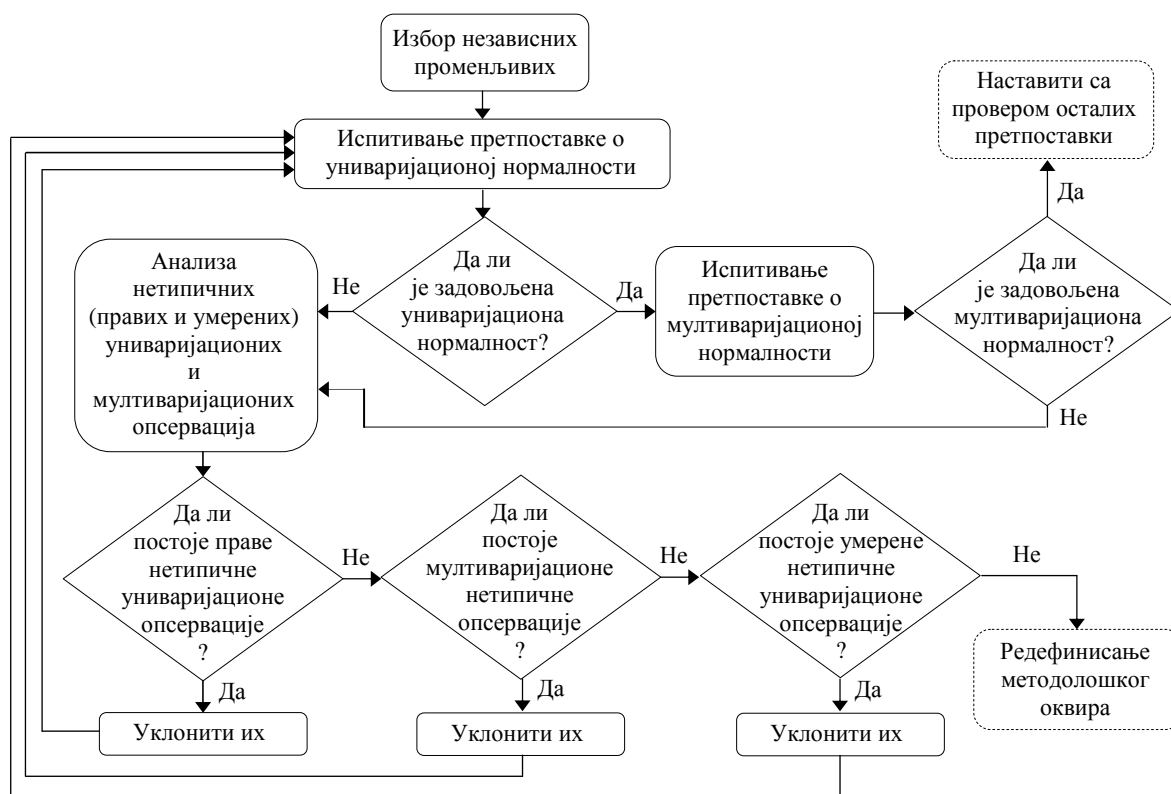 Избор независних
променљивих
Наставити са
провером осталих
претпоставки
Испитивање претпоставке о
униваријационој нормалности
Да
Анализа
нетипичних
(правих и умерених)
униваријационих
и
мултиваријационих
опсервација
Не
Да ли
је задовољена
униваријациона
нормалност?
Да
Испитивање
претпоставке о
мултиваријационој
нормалности
Да ли
је задовољена
мултиваријациона
нормалност?
Не
Да ли
постоје праве
нетипичне
униваријационе
опсервације
?
Не
Да ли
постоје
мултиваријационе
нетипичне
опсервације
?
Не
Да ли
постоје умерене
нетипичне
униваријационе
опсервације
?
Не
Редефинисање
методолошког
оквира
Да
Да
Да
Уклонити их
Уклонити их
Уклонити их